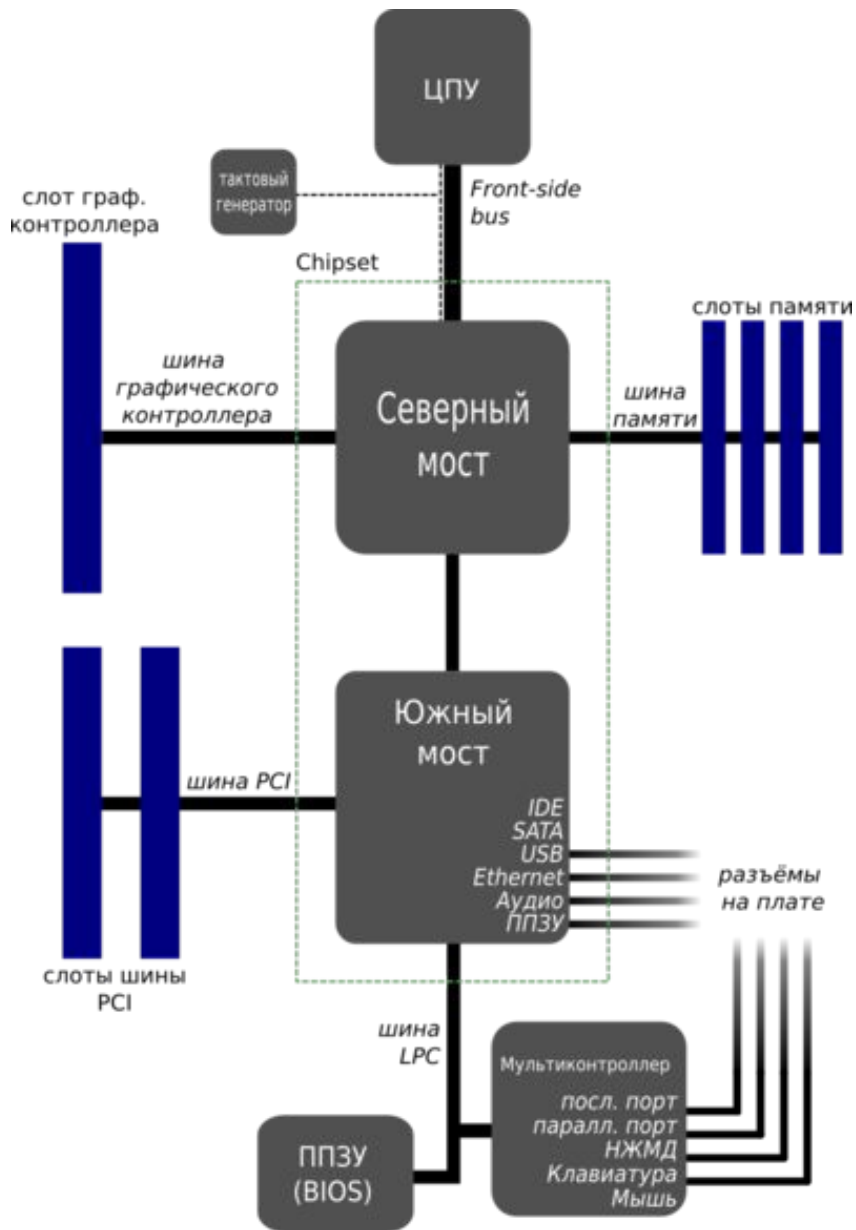 ЦПУ
тактовый
генератор
Front-side
bus
слот граф.
контроллера
Chipset
слоты памяти
шина
графического
контроллера
Северный
мост
шина
памяти
Южный
мост
шина PCI
IDE
SATA
USB
Ethernet
Аудио
ППЗУ
разъёмы
на плате
слоты шины
PCI
шина
LPC
Мультиконтроллер
посл. порт
паралл. порт
НЖМД
Клавиатура
Мышь
ППЗУ
(BIOS)